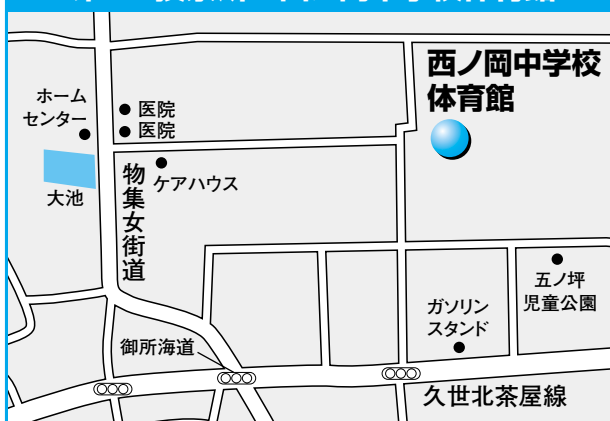 西ノ岡中学校
体育館
ホーム
センター
医院
医院
大池
物集女街道
ケアハウス
五ノ坪
児童公園
ガソリン
スタンド
御所海道
久世北茶屋線